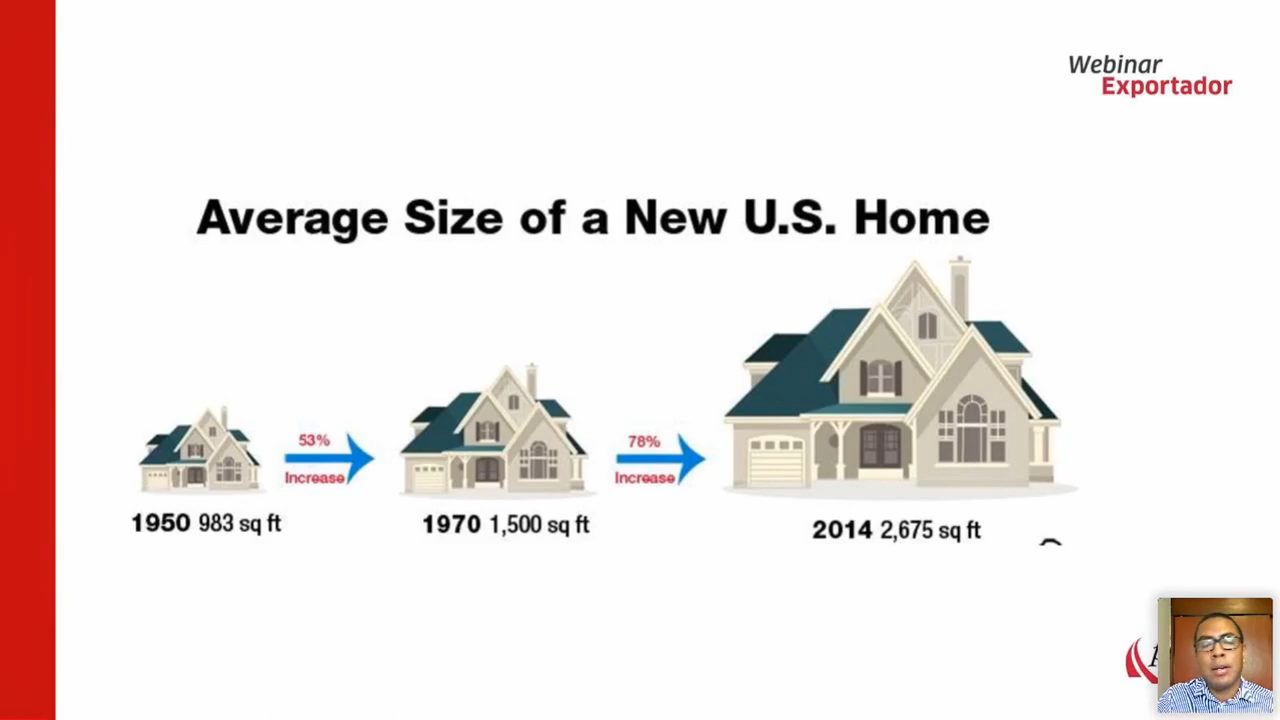 Webinar
Exportador
Average Size of a New U.S. Home
53%
Increase
78%
Increase
1950 983 sq ft
1970 1,500 sq ft
2014 2,675 sq ft